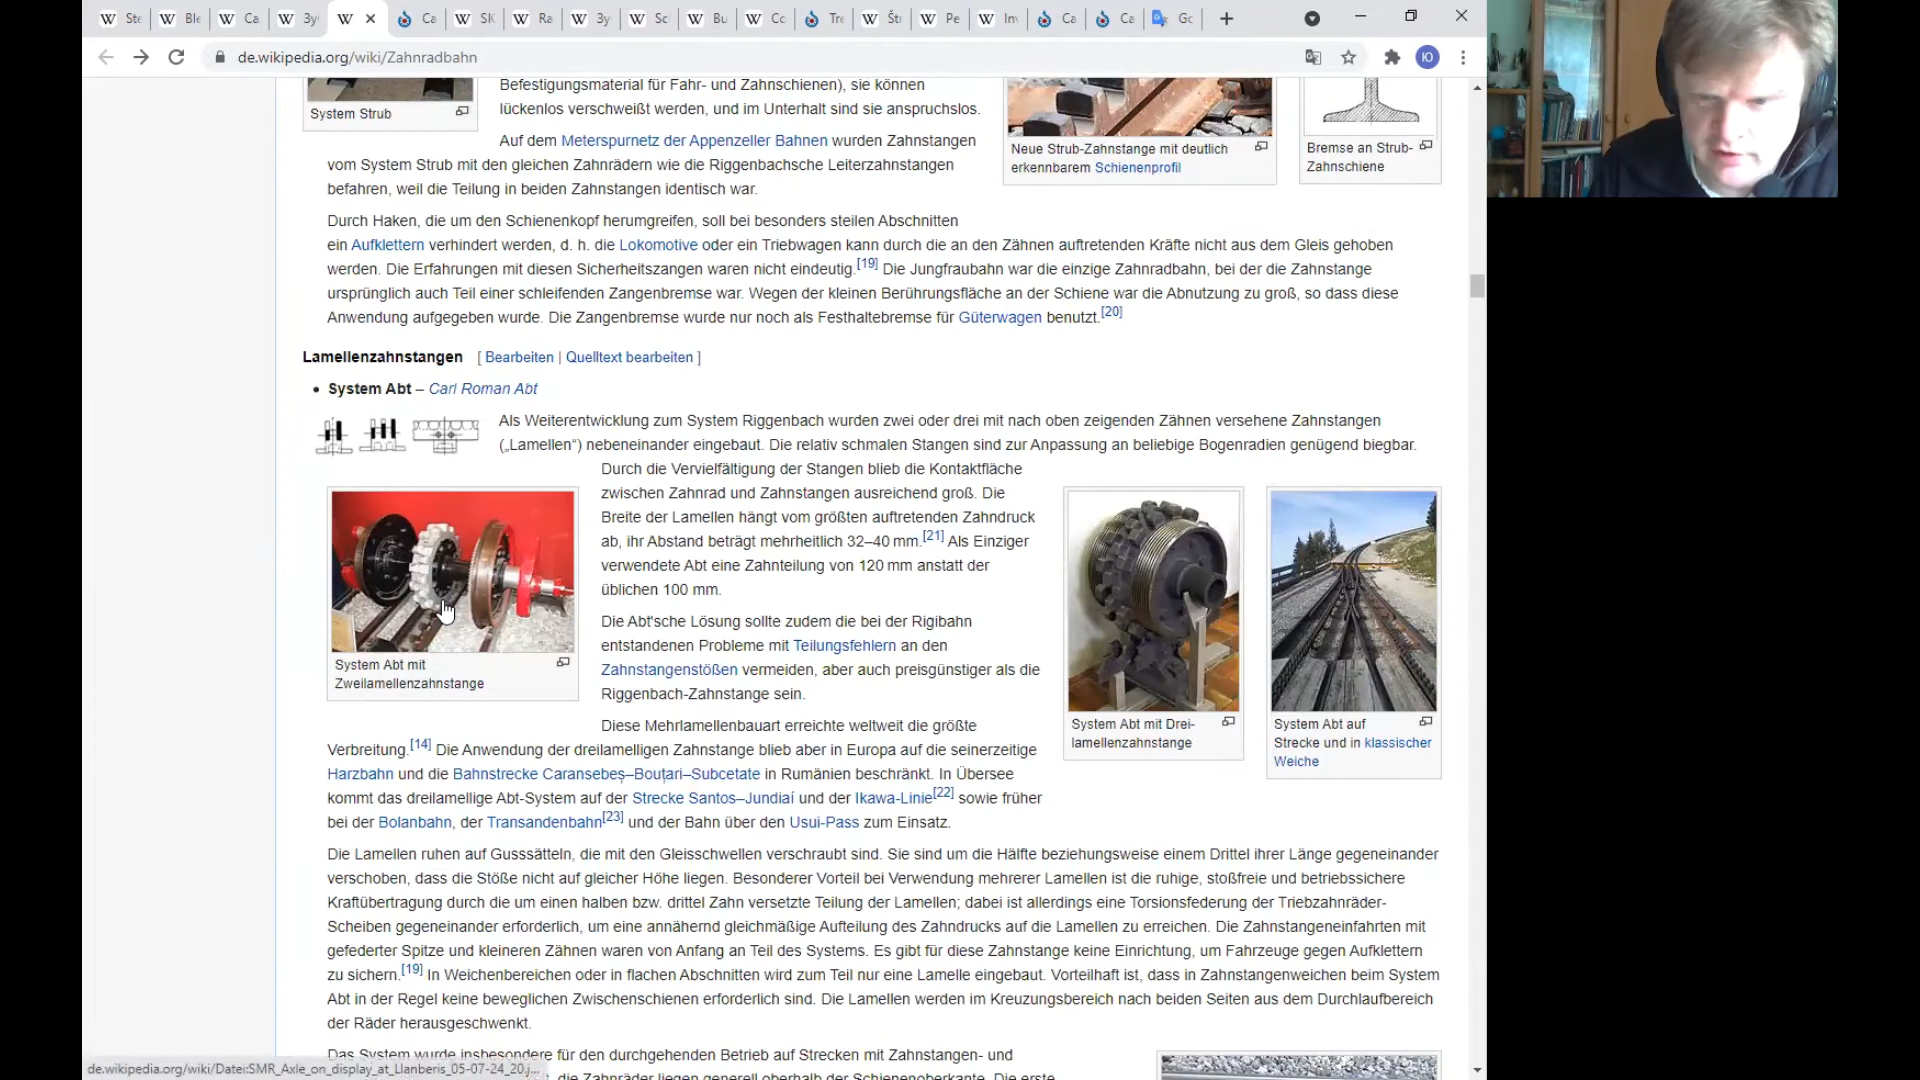 Ste
Ble
Ca
Зу
Ca
Sk
Ra
Зу
Sc
Bu
Co
Tre
Štr
Pe
Inv
Ca
Ca
Go
de.wikipedia.org/wiki/Zahnradbahn
Ю
System Strub
Befestigungsmaterial für Fahr- und Zahnschienen), sie können
lückenlos verschweißt werden, und im Unterhalt sind sie anspruchslos.
Auf dem Meterspurnetz der Appenzeller Bahnen wurden Zahnstangen
vom System Strub mit den gleichen Zahnrädern wie die Riggenbachsche Leiterzahnstangen
befahren, weil die Teilung in beiden Zahnstangen identisch war.
Neue Strub-Zahnstange mit deutlich
erkennbarem Schienenprofil
Bremse an Strub-
Zahnschiene
Durch Haken, die um den Schienenkopf herumgreifen, soll bei besonders steilen Abschnitten
ein Aufklettern verhindert werden, d. h. die Lokomotive oder ein Triebwagen kann durch die an den Zähnen auftretenden Kräfte nicht aus dem Gleis gehoben
werden. Die Erfahrungen mit diesen Sicherheitszangen waren nicht eindeutig.[19] Die Jungfraubahn war die einzige Zahnradbahn, bei der die Zahnstange
ursprünglich auch Teil einer schleifenden Zangenbremse war. Wegen der kleinen Berührungsfläche an der Schiene war die Abnutzung zu groß, so dass diese
Anwendung aufgegeben wurde. Die Zangenbremse wurde nur noch als Festhaltebremse für Güterwagen benutzt.[20]
Lamellenzahnstangen [ Bearbeiten | Quelltext bearbeiten ]
• System Abt – Carl Roman Abt
Als Weiterentwicklung zum System Riggenbach wurden zwei oder drei mit nach oben zeigenden Zähnen versehene Zahnstangen
(„Lamellen“) nebeneinander eingebaut. Die relativ schmalen Stangen sind zur Anpassung an beliebige Bogenradien genügend biegbar.
Durch die Vervielfältigung der Stangen blieb die Kontaktfläche
zwischen Zahnrad und Zahnstangen ausreichend groß. Die
Breite der Lamellen hängt vom größten auftretenden Zahndruck
ab, ihr Abstand beträgt mehrheitlich 32–40 mm.[21] Als Einziger
verwendete Abt eine Zahnteilung von 120 mm anstatt der
üblichen 100 mm.
Die Abt'sche Lösung sollte zudem die bei der Rigibahn
entstandenen Probleme mit Teilungsfehlern an den
Zahnstangenstößen vermeiden, aber auch preisgünstiger als die
Riggenbach-Zahnstange sein.
System Abt mit
Zweilamellenzahnstange
System Abt mit Drei-
lamellenzahnstange
System Abt auf
Strecke und in klassischer
Weiche
Diese Mehrlamellenbauart erreichte weltweit die größte
Verbreitung.[14] Die Anwendung der dreilamelligen Zahnstange blieb aber in Europa auf die seinerzeitige
Harzbahn und die Bahnstrecke Caransebeș–Bouțari–Subcetate in Rumänien beschränkt. In Übersee
kommt das dreilamellige Abt-System auf der Strecke Santos–Jundiaí und der Ikawa-Linie[22] sowie früher
bei der Bolanbahn, der Transandenbahn[23] und der Bahn über den Usui-Pass zum Einsatz.
Die Lamellen ruhen auf Gusssätteln, die mit den Gleisschwellen verschraubt sind. Sie sind um die Hälfte beziehungsweise einem Drittel ihrer Länge gegeneinander
verschoben, dass die Stöße nicht auf gleicher Höhe liegen. Besonderer Vorteil bei Verwendung mehrerer Lamellen ist die ruhige, stoßfreie und betriebssichere
Kraftübertragung durch die um einen halben bzw. drittel Zahn versetzte Teilung der Lamellen; dabei ist allerdings eine Torsionsfederung der Triebzahnräder-
Scheiben gegeneinander erforderlich, um eine annähernd gleichmäßige Aufteilung des Zahndrucks auf die Lamellen zu erreichen. Die Zahnstangeneinfahrten mit
gefederter Spitze und kleineren Zähnen waren von Anfang an Teil des Systems. Es gibt für diese Zahnstange keine Einrichtung, um Fahrzeuge gegen Aufklettern
zu sichern.[19] In Weichenbereichen oder in flachen Abschnitten wird zum Teil nur eine Lamelle eingebaut. Vorteilhaft ist, dass in Zahnstangenweichen beim System
Abt in der Regel keine beweglichen Zwischenschienen erforderlich sind. Die Lamellen werden im Kreuzungsbereich nach beiden Seiten aus dem Durchlaufbereich
der Räder herausgeschwenkt.
Das System wurde insbesondere für den durchgehenden Betrieb auf Strecken mit Zahnstangen- und
die Zahnräder liegen generell oberhalb der Schienenoberkante. Die erste
de.wikipedia.org/wiki/Datei:SMR_Axle_on_display_at_Llanberis_05-07-24_20.j...